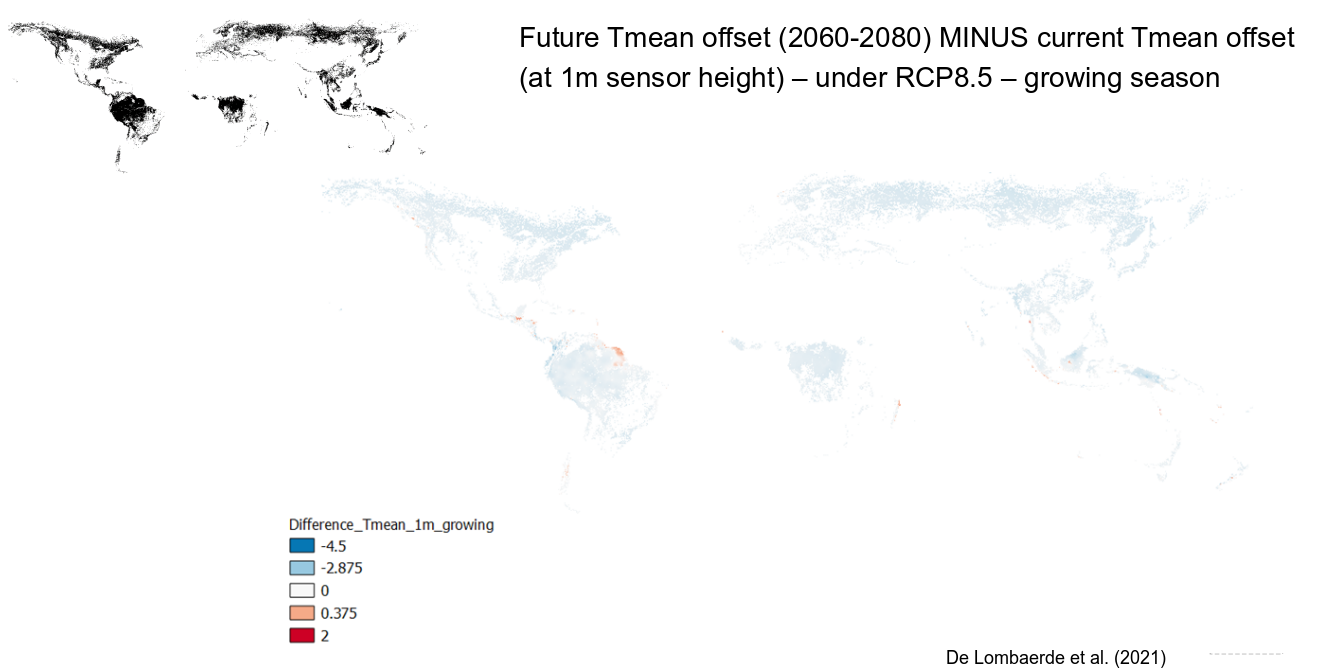 Future Tmean offset (2060-2080) MINUS current Tmean offset
(at 1m sensor height) – under RCP8.5 – growing season
Difference_Tmean_1m_growing
-4.5
-2.875
0
0.375
2
De Lombaerde et al. (2021)